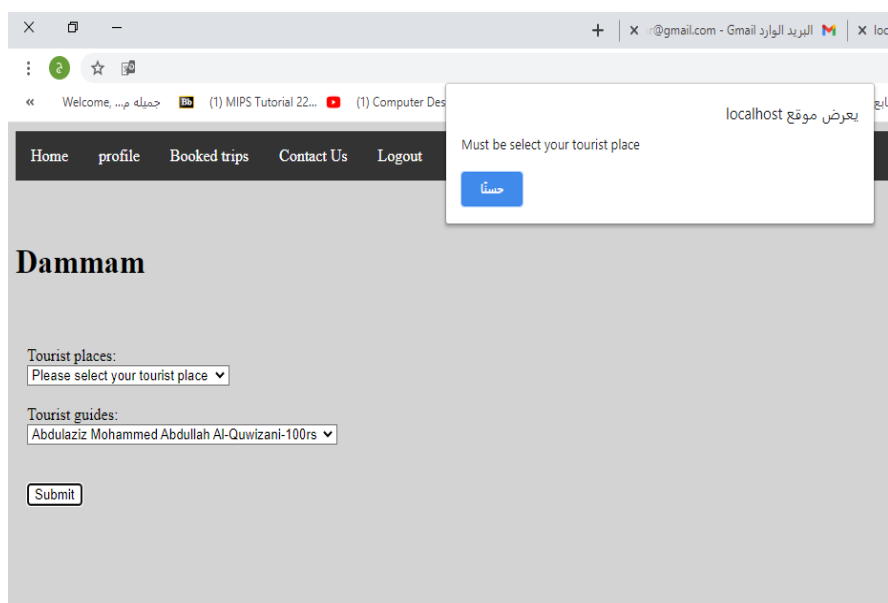 r@gmail.com - Gmail البريد الوارد
loc
خ
Welcome, ...جميله م
Bb
(1) MIPS Tutorial 22...
(1) Computer Des
يعرض موقع localhost
Must be select your tourist place
حسنًا
Home profile Booked trips Contact Us Logout
Dammam
Tourist places:
Please select your tourist place
Tourist guides:
Abdulaziz Mohammed Abdullah Al-Quwizani-100rs
Submit